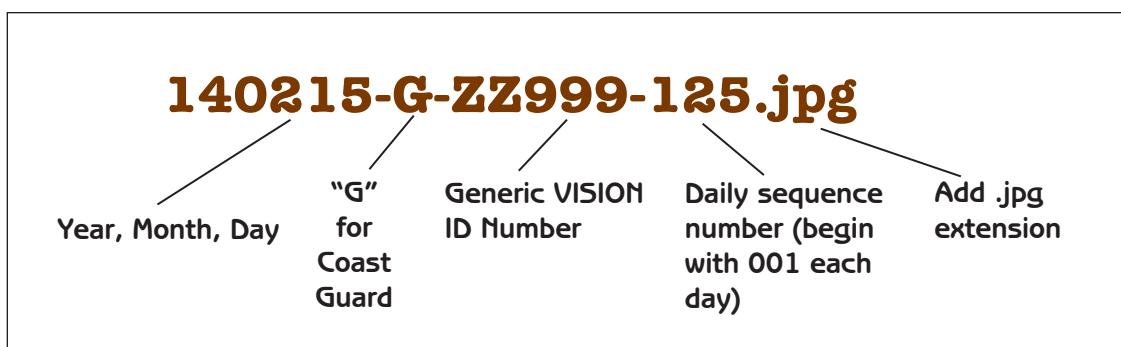 140215-G-ZZ999-125.jpg
Year, Month, Day
“G”
for
Coast
Guard
Generic VISION
ID Number
Daily sequence
number (begin
with 001 each
day)
Add .jpg
extension